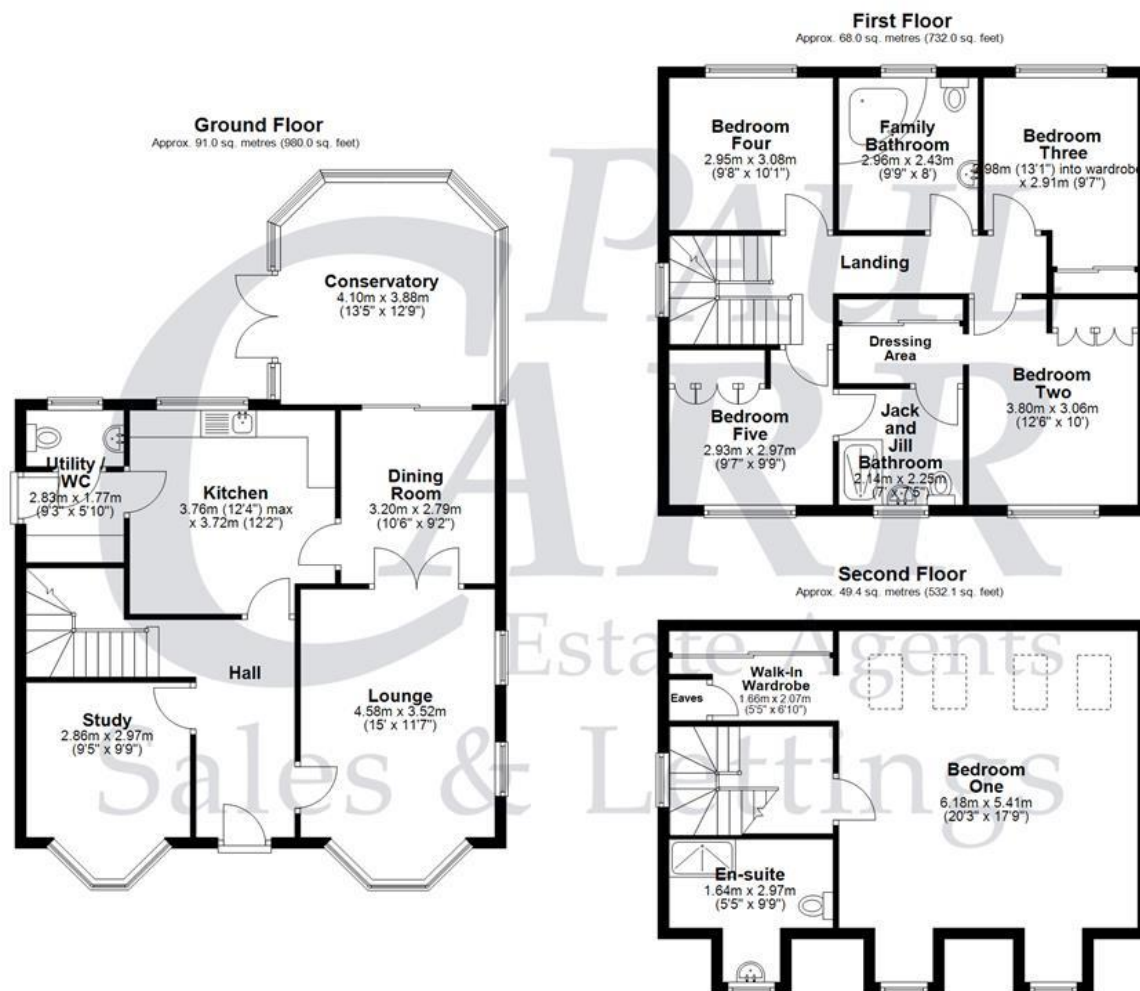 Ground Floor
Approx. 91.0 sq. metres (980.0 sq. feet)
Conservatory
4.10m x 3.88m
(13'5" x 12'9")
Utility /
WC
2.83m x 1.77m
(9'3" x 5'10")
Kitchen
3.76m (12'4") max
x 3.72m (12'2")
Dining
Room
3.20m x 2.79m
(10'6" x 9'2")
Hall
Study
2.86m x 2.97m
(9'5" x 9'9")
Lounge
4.58m x 3.52m
(15' x 11'7")
First Floor
Approx. 68.0 sq. metres (732.0 sq. feet)
Bedroom
Four
2.95m x 3.08m
(9'8" x 10'1")
Family
Bathroom
2.96m x 2.43m
(9'9" x 8')
Bedroom
Three
3.98m (13'1") into wardrobe
x 2.91m (9'7")
Landing
Dressing
Area
Bedroom
Two
3.80m x 3.06m
(12'6" x 10')
Bedroom
Five
2.93m x 2.97m
(9'7" x 9'9")
Jack
and
Jill
Bathroom
2.14m x 2.25m
(7' x 7'5")
Second Floor
Approx. 49.4 sq. metres (532.1 sq. feet)
Walk-In
Wardrobe
1.66m x 2.07m
(5'5" x 6'10")
Eaves
Bedroom
One
6.18m x 5.41m
(20'3" x 17'9")
En-suite
1.64m x 2.97m
(5'5" x 9'9")
PAUL
CARR
Estate Agents
Sales & Lettings